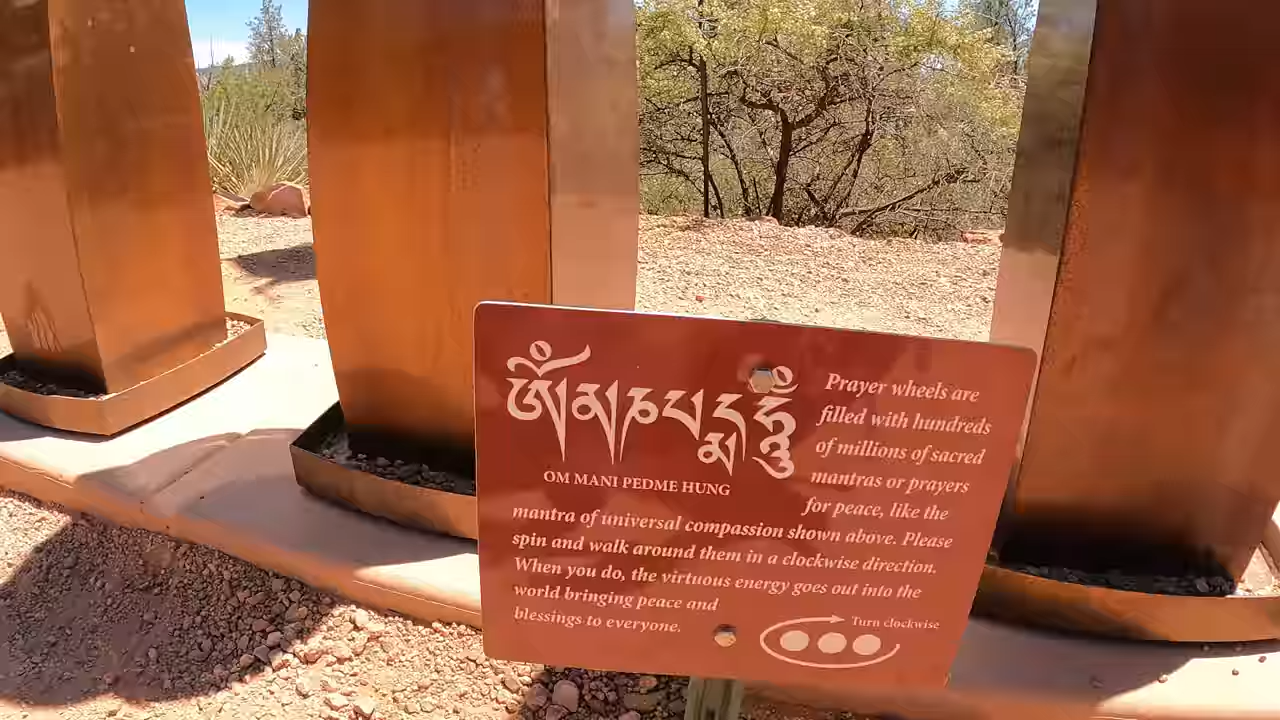 ༀམཎིཔདྨེཧཱུྃ
OM MANI PEDME HUNG
Prayer wheels are
filled with hundreds
of millions of sacred
mantras or prayers
for peace, like the
mantra of universal compassion shown above. Please
spin and walk around them in a clockwise direction.
When you do, the virtuous energy goes out into the
world bringing peace and
blessings to everyone.
Turn clockwise